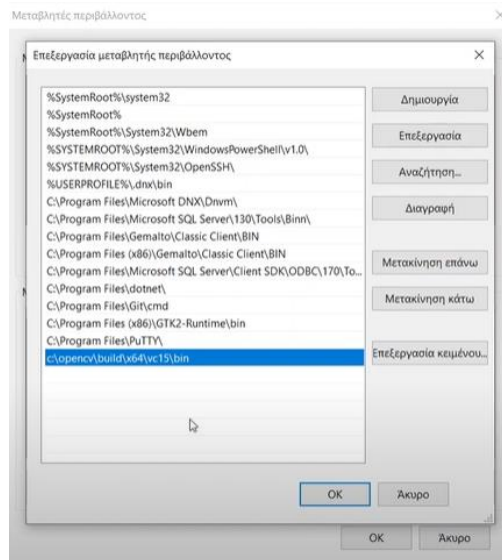 Μεταβλητές περιβάλλοντος
Επεξεργασία μεταβλητής περιβάλλοντος
%SystemRoot%\system32
%SystemRoot%
%SystemRoot%\System32\Wbem
%SYSTEMROOT%\System32\WindowsPowerShell\v1.0\
%SYSTEMROOT%\System32\OpenSSH\
%USERPROFILE%\.dnx\bin
C:\Program Files\Microsoft DNX\Dnvm\
C:\Program Files\Microsoft SQL Server\130\Tools\Binn\
C:\Program Files\Gemalto\Classic Client\BIN
C:\Program Files (x86)\Gemalto\Classic Client\BIN
C:\Program Files\Microsoft SQL Server\Client SDK\ODBC\170\To...
C:\Program Files\dotnet\
C:\Program Files\Git\cmd
C:\Program Files (x86)\GTK2-Runtime\bin
C:\Program Files\PuTTY\
c:\opencv\build\x64\vc15\bin
Δημιουργία
Επεξεργασία
Αναζήτηση...
Διαγραφή
Μετακίνηση επάνω
Μετακίνηση κάτω
Επεξεργασία κειμένου...
OK
Άκυρο
OK
Άκυρο